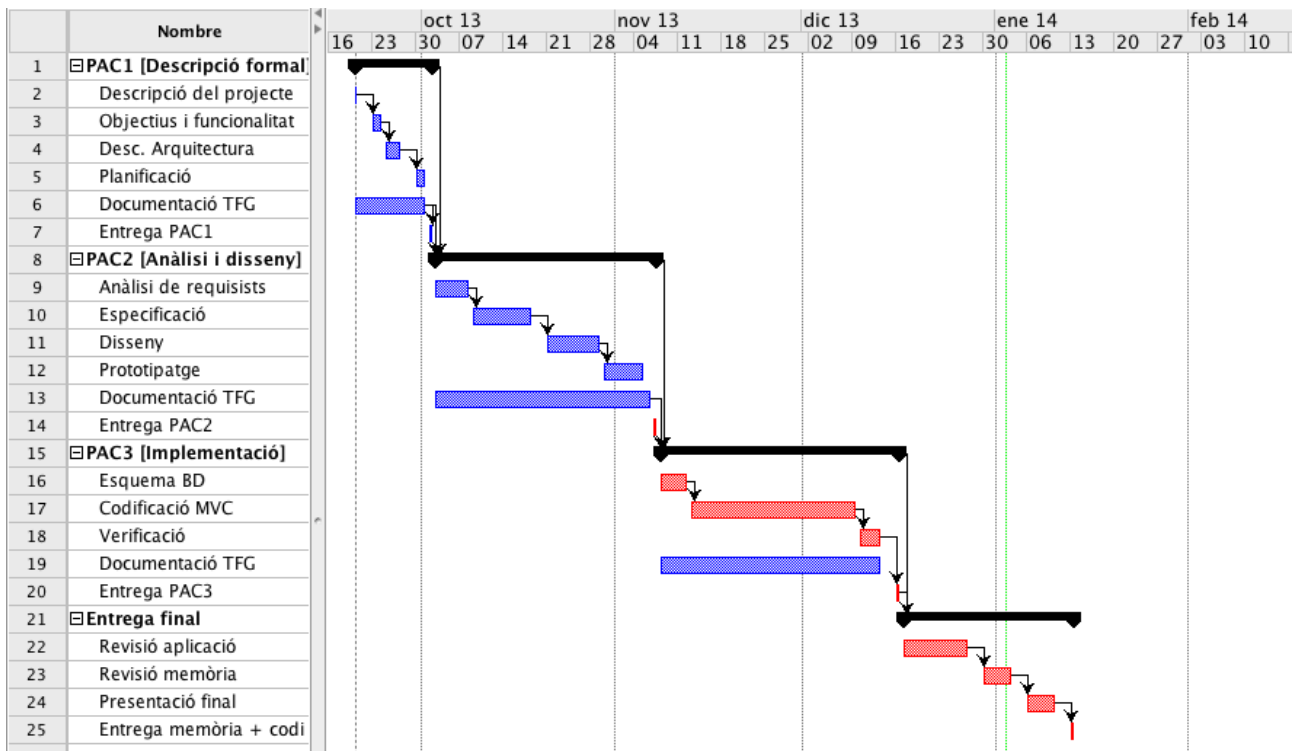 Nombre
oct 13 nov 13 dic 13 ene 14 feb 14
16 23 30 07 14 21 28 04 11 18 25 02 09 16 23 30 06 13 20 27 03 10
1 PAC1 [Descripció formal]
2 Descripció del projecte
3 Objectius i funcionalitat
4 Desc. Arquitectura
5 Planificació
6 Documentació TFG
7 Entrega PAC1
8 PAC2 [Anàlisi i disseny]
9 Anàlisi de requisists
10 Especificació
11 Disseny
12 Prototipatge
13 Documentació TFG
14 Entrega PAC2
15 PAC3 [Implementació]
16 Esquema BD
17 Codificació MVC
18 Verificació
19 Documentació TFG
20 Entrega PAC3
21 Entrega final
22 Revisió aplicació
23 Revisió memòria
24 Presentació final
25 Entrega memòria + codi